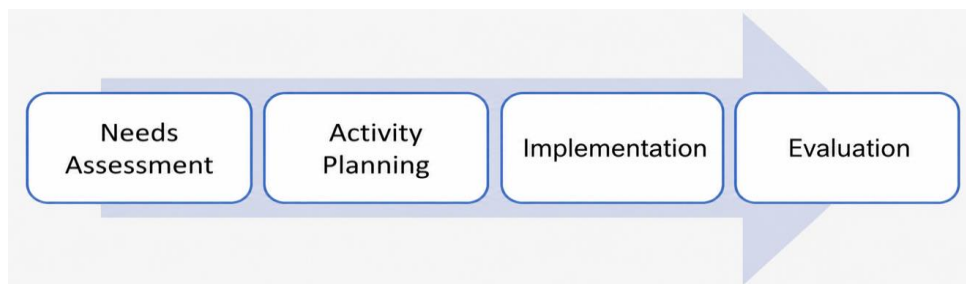 Needs
Assessment
Activity
Planning
Implementation
Evaluation